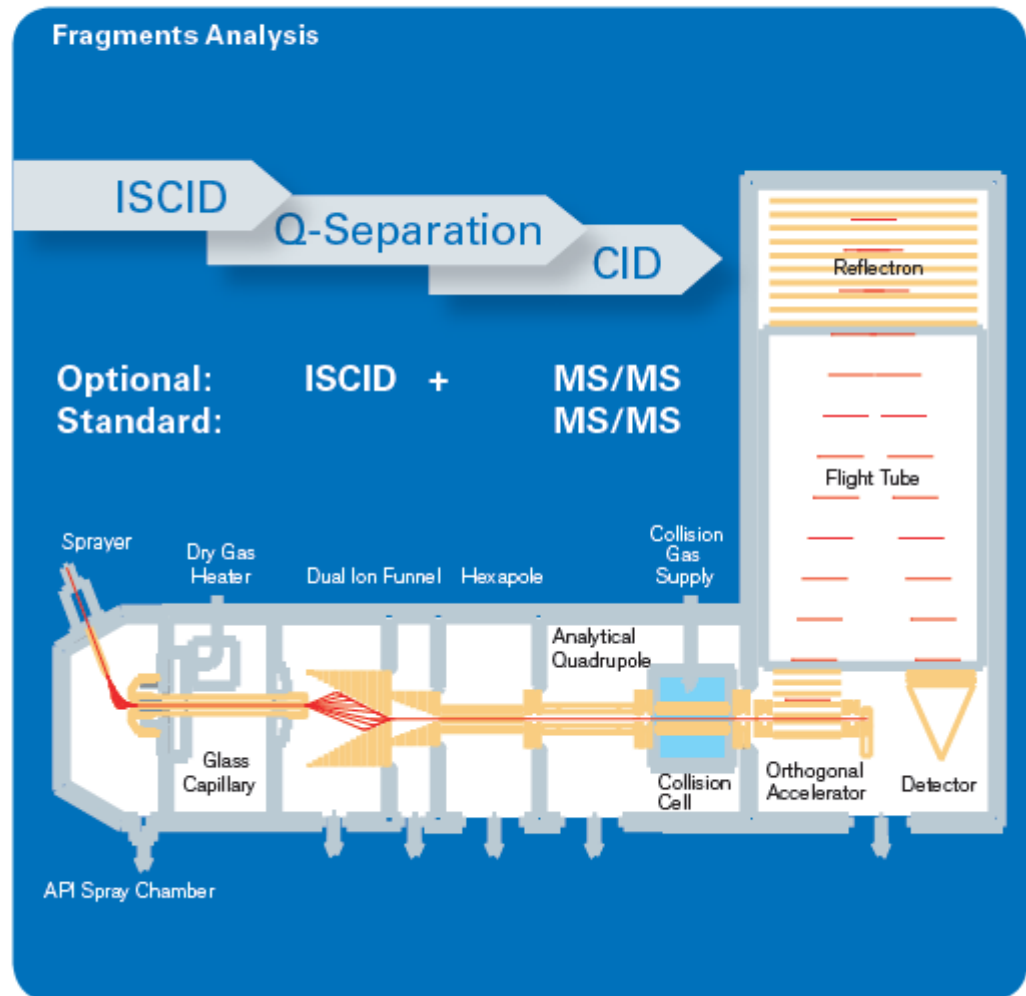 Fragments Analysis
ISCID
Q-Separation
CID
Optional: ISCID + MS/MS
Standard: MS/MS
Reflectron
Flight Tube
Sprayer
Dry Gas
Heater
Dual Ion Funnel
Hexapole
Collision
Gas
Supply
Analytical
Quadrupole
Glass
Capillary
Collision
Cell
Orthogonal
Accelerator
Detector
API Spray Chamber